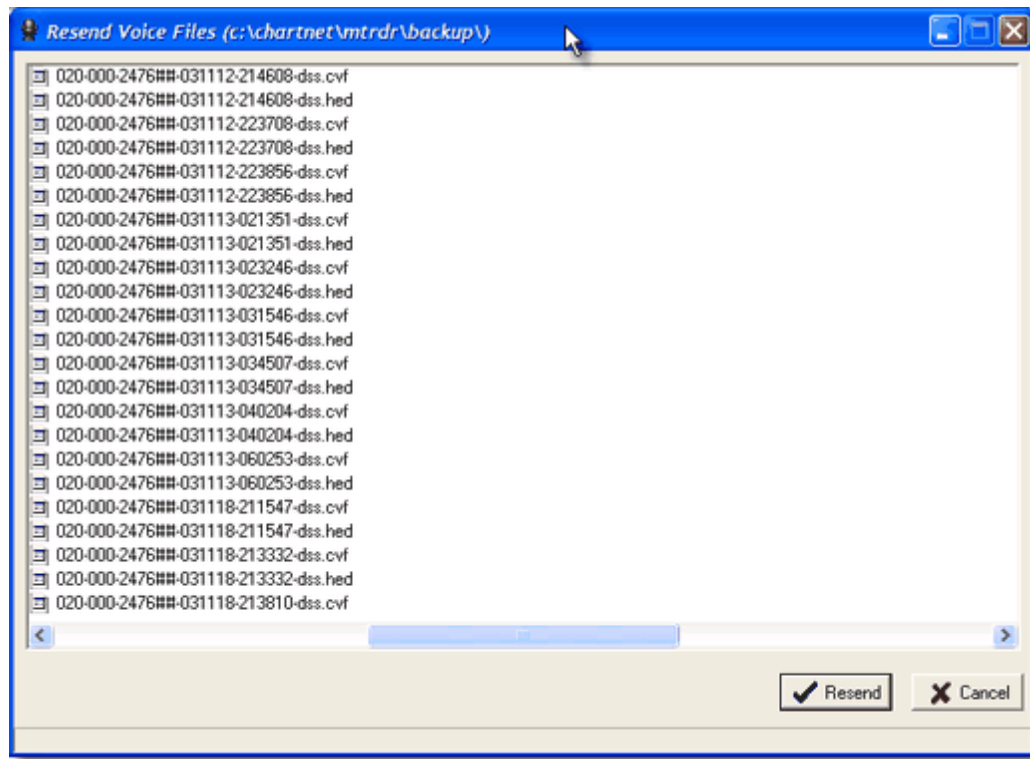 Resend Voice Files (c:\chartnet\mtrdr\backup\)
020-000-2476##-031112-214608-dss.cvf
020-000-2476##-031112-214608-dss.hed
020-000-2476##-031112-223708-dss.cvf
020-000-2476##-031112-223708-dss.hed
020-000-2476##-031112-223856-dss.cvf
020-000-2476##-031112-223856-dss.hed
020-000-2476##-031113-021351-dss.cvf
020-000-2476##-031113-021351-dss.hed
020-000-2476##-031113-023246-dss.cvf
020-000-2476##-031113-023246-dss.hed
020-000-2476##-031113-031546-dss.cvf
020-000-2476##-031113-031546-dss.hed
020-000-2476##-031113-034507-dss.cvf
020-000-2476##-031113-034507-dss.hed
020-000-2476##-031113-040204-dss.cvf
020-000-2476##-031113-040204-dss.hed
020-000-2476##-031113-060253-dss.cvf
020-000-2476##-031113-060253-dss.hed
020-000-2476##-031118-211547-dss.cvf
020-000-2476##-031118-211547-dss.hed
020-000-2476##-031118-213332-dss.cvf
020-000-2476##-031118-213332-dss.hed
020-000-2476##-031118-213810-dss.cvf
Resend Cancel